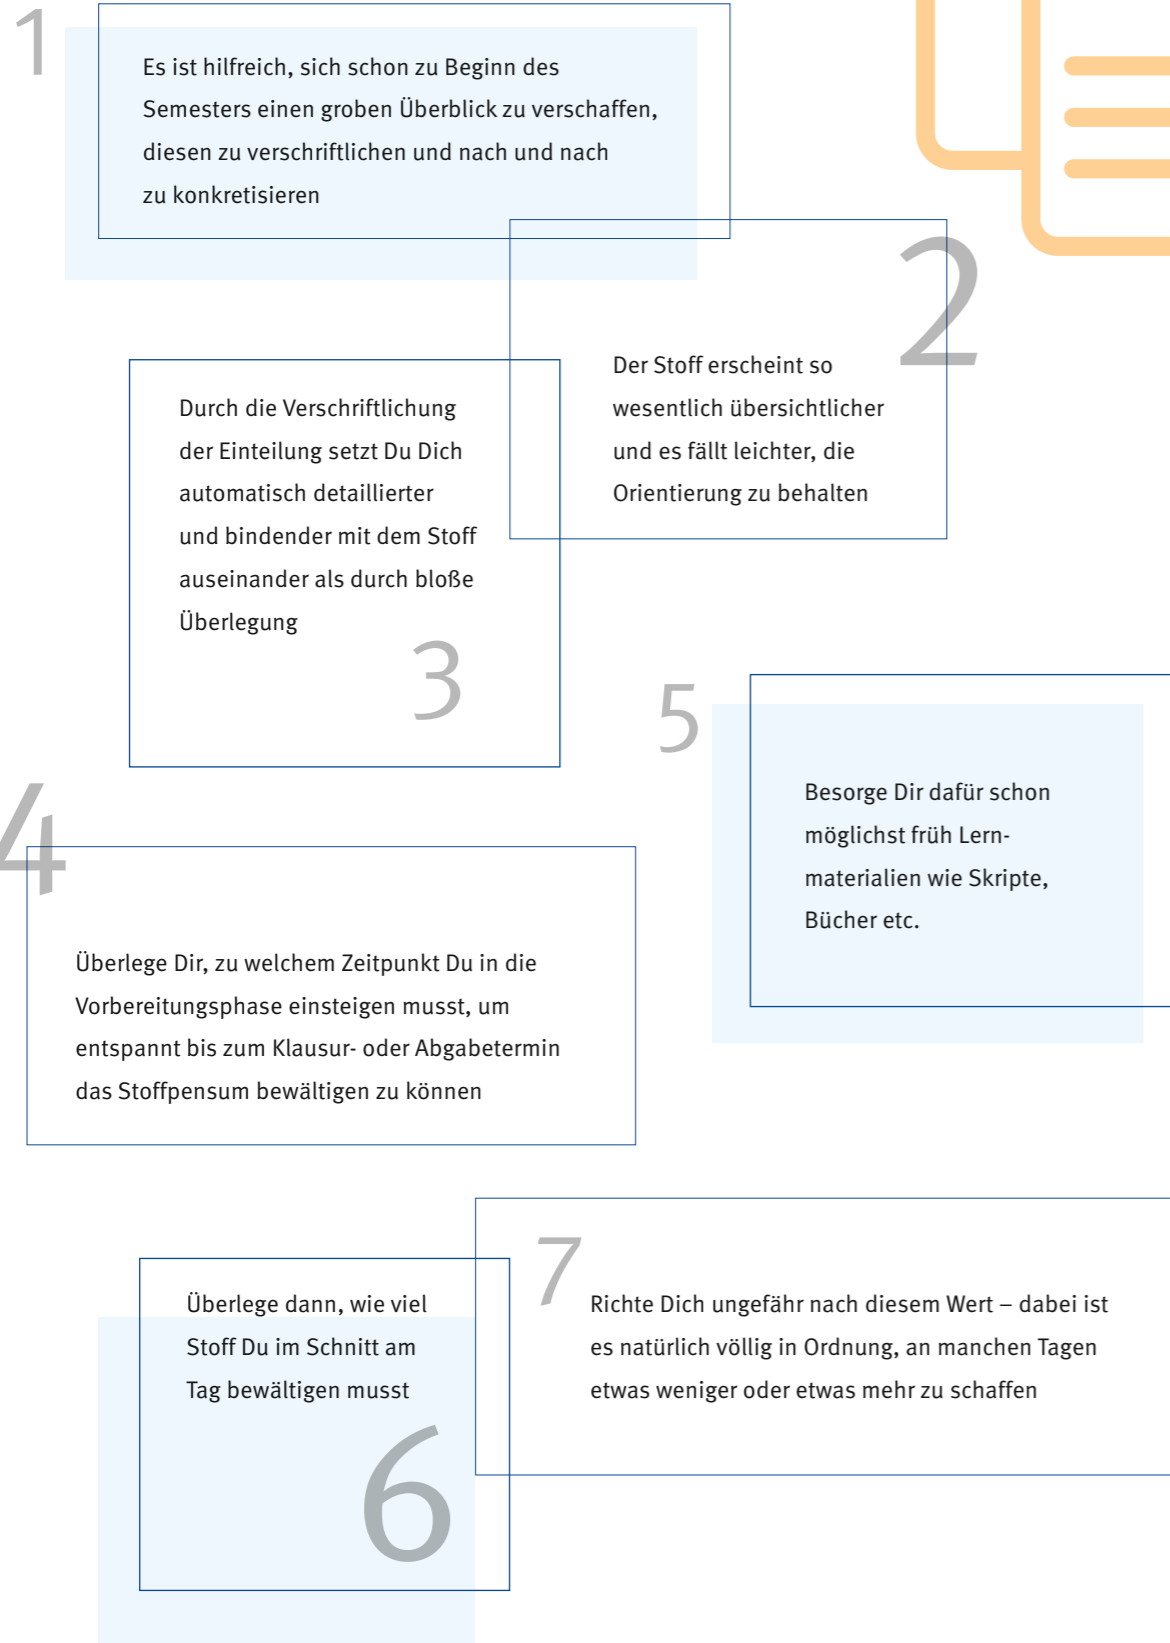 1
Es ist hilfreich, sich schon zu Beginn des
Semesters einen groben Überblick zu verschaffen,
diesen zu verschriftlichen und nach und nach
zu konkretisieren
2
Der Stoff erscheint so
wesentlich übersichtlicher
und es fällt leichter, die
Orientierung zu behalten
Durch die Verschriftlichung
der Einteilung setzt Du Dich
automatisch detaillierter
und bindender mit dem Stoff
auseinander als durch bloße
Überlegung
3
4
Überlege Dir, zu welchem Zeitpunkt Du in die
Vorbereitungsphase einsteigen musst, um
entspannt bis zum Klausur- oder Abgabetermin
das Stoffpensum bewältigen zu können
5
Besorge Dir dafür schon
möglichst früh Lern-
materialien wie Skripte,
Bücher etc.
Überlege dann, wie viel
Stoff Du im Schnitt am
Tag bewältigen musst
6
7
Richte Dich ungefähr nach diesem Wert – dabei ist
es natürlich völlig in Ordnung, an manchen Tagen
etwas weniger oder etwas mehr zu schaffen